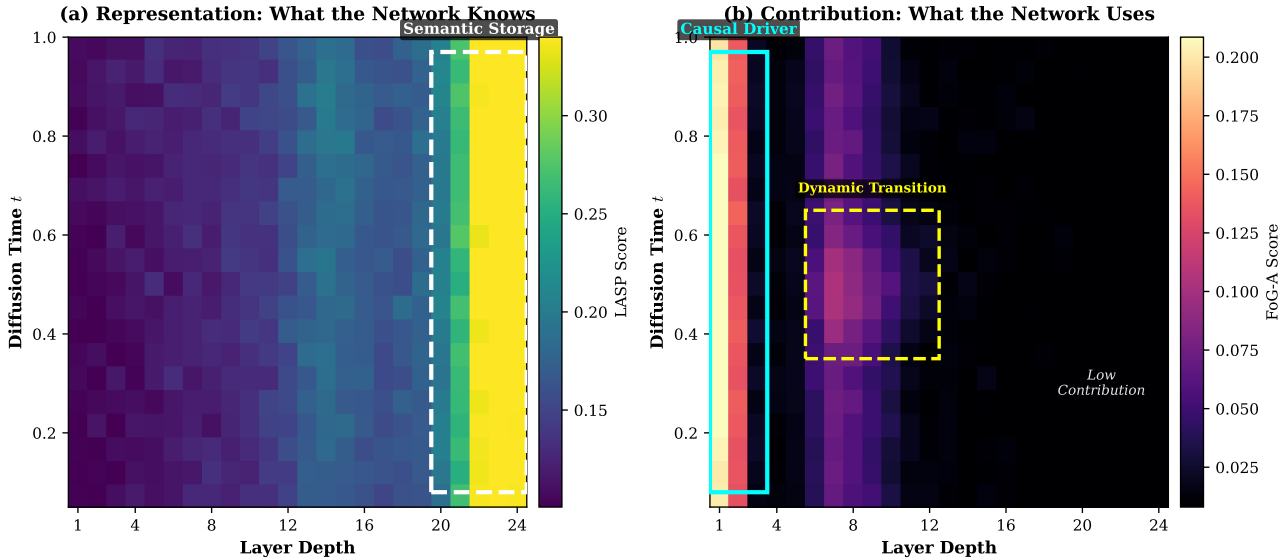 (a) Representation: What the Network Knows
Semantic Storage
1.0
0.8
0.6
0.4
0.2
Diffusion Time t
1 4 8 12 16 20 24
Layer Depth
0.30
0.25
0.20
0.15
LASP Score
(b) Contribution: What the Network Uses
Causal Driver
1.0
0.8
0.6
0.4
0.2
Diffusion Time t
Dynamic Transition
Low
Contribution
1 4 8 12 16 20 24
Layer Depth
0.200
0.175
0.150
0.125
0.100
0.075
0.050
0.025
FoG-A Score